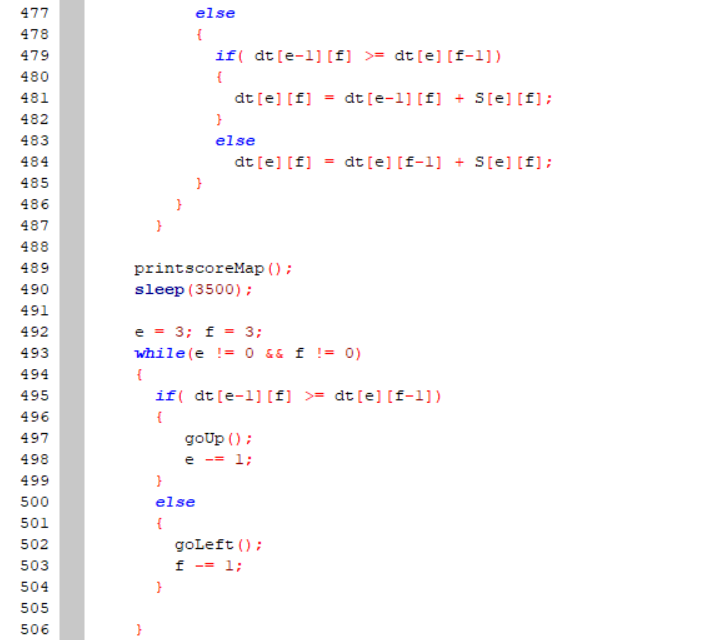 477 else
478 {
479 if( dt[e-1][f] >= dt[e][f-1])
480 {
481 dt[e][f] = dt[e-1][f] + S[e][f];
482 }
483 else
484 dt[e][f] = dt[e][f-1] + S[e][f];
485 }
486 }
487 }
488
489 printscoreMap();
490 sleep(3500);
491
492 e = 3; f = 3;
493 while(e != 0 && f != 0)
494 {
495 if( dt[e-1][f] >= dt[e][f-1])
496 {
497 goUp();
498 e -= 1;
499 }
500 else
501 {
502 goLeft();
503 f -= 1;
504 }
505
506 }